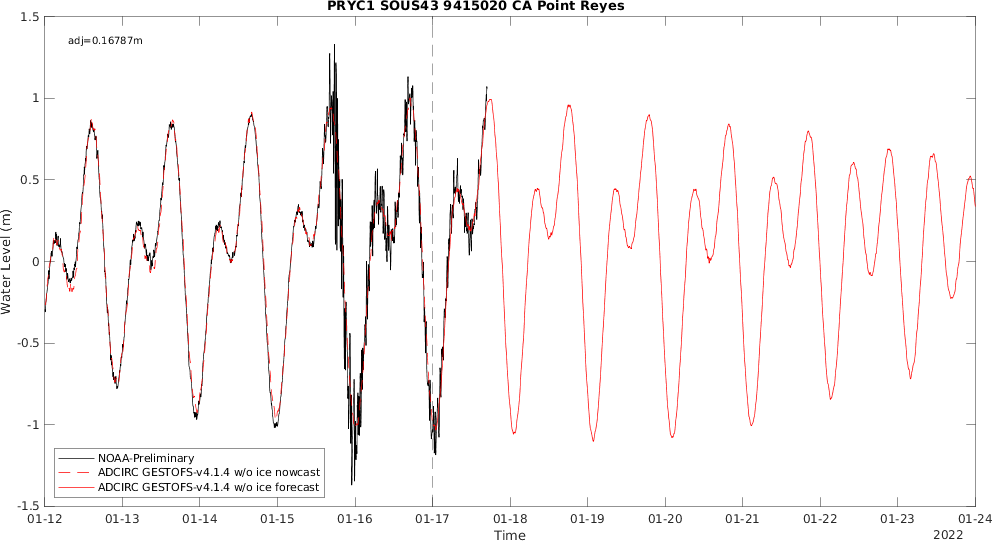 PRYC1 SOUS43 9415020 CA Point Reyes
adj=0.16787m
Water Level (m)
1.5
1
0.5
0
-0.5
-1
-1.5
NOAA-Preliminary
ADCIRC GESTOFS-v4.1.4 w/o ice nowcast
ADCIRC GESTOFS-v4.1.4 w/o ice forecast
01-12 01-13 01-14 01-15 01-16 01-17 01-18 01-19 01-20 01-21 01-22 01-23 01-24
Time
2022